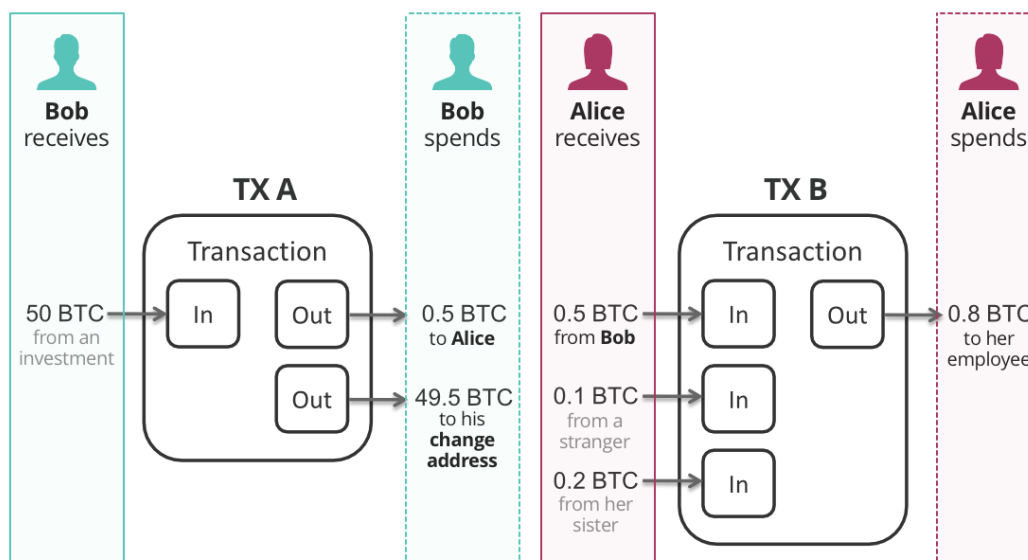 Bob
receives
Bob
spends
Alice
receives
Alice
spends
TX A
Transaction
50 BTC
from an
investment
In
Out
0.5 BTC
to Alice
Out
49.5 BTC
to his
change
address
TX B
Transaction
0.5 BTC
from Bob
In
Out
0.8 BTC
to her
employee
0.1 BTC
from a
stranger
In
0.2 BTC
from her
sister
In